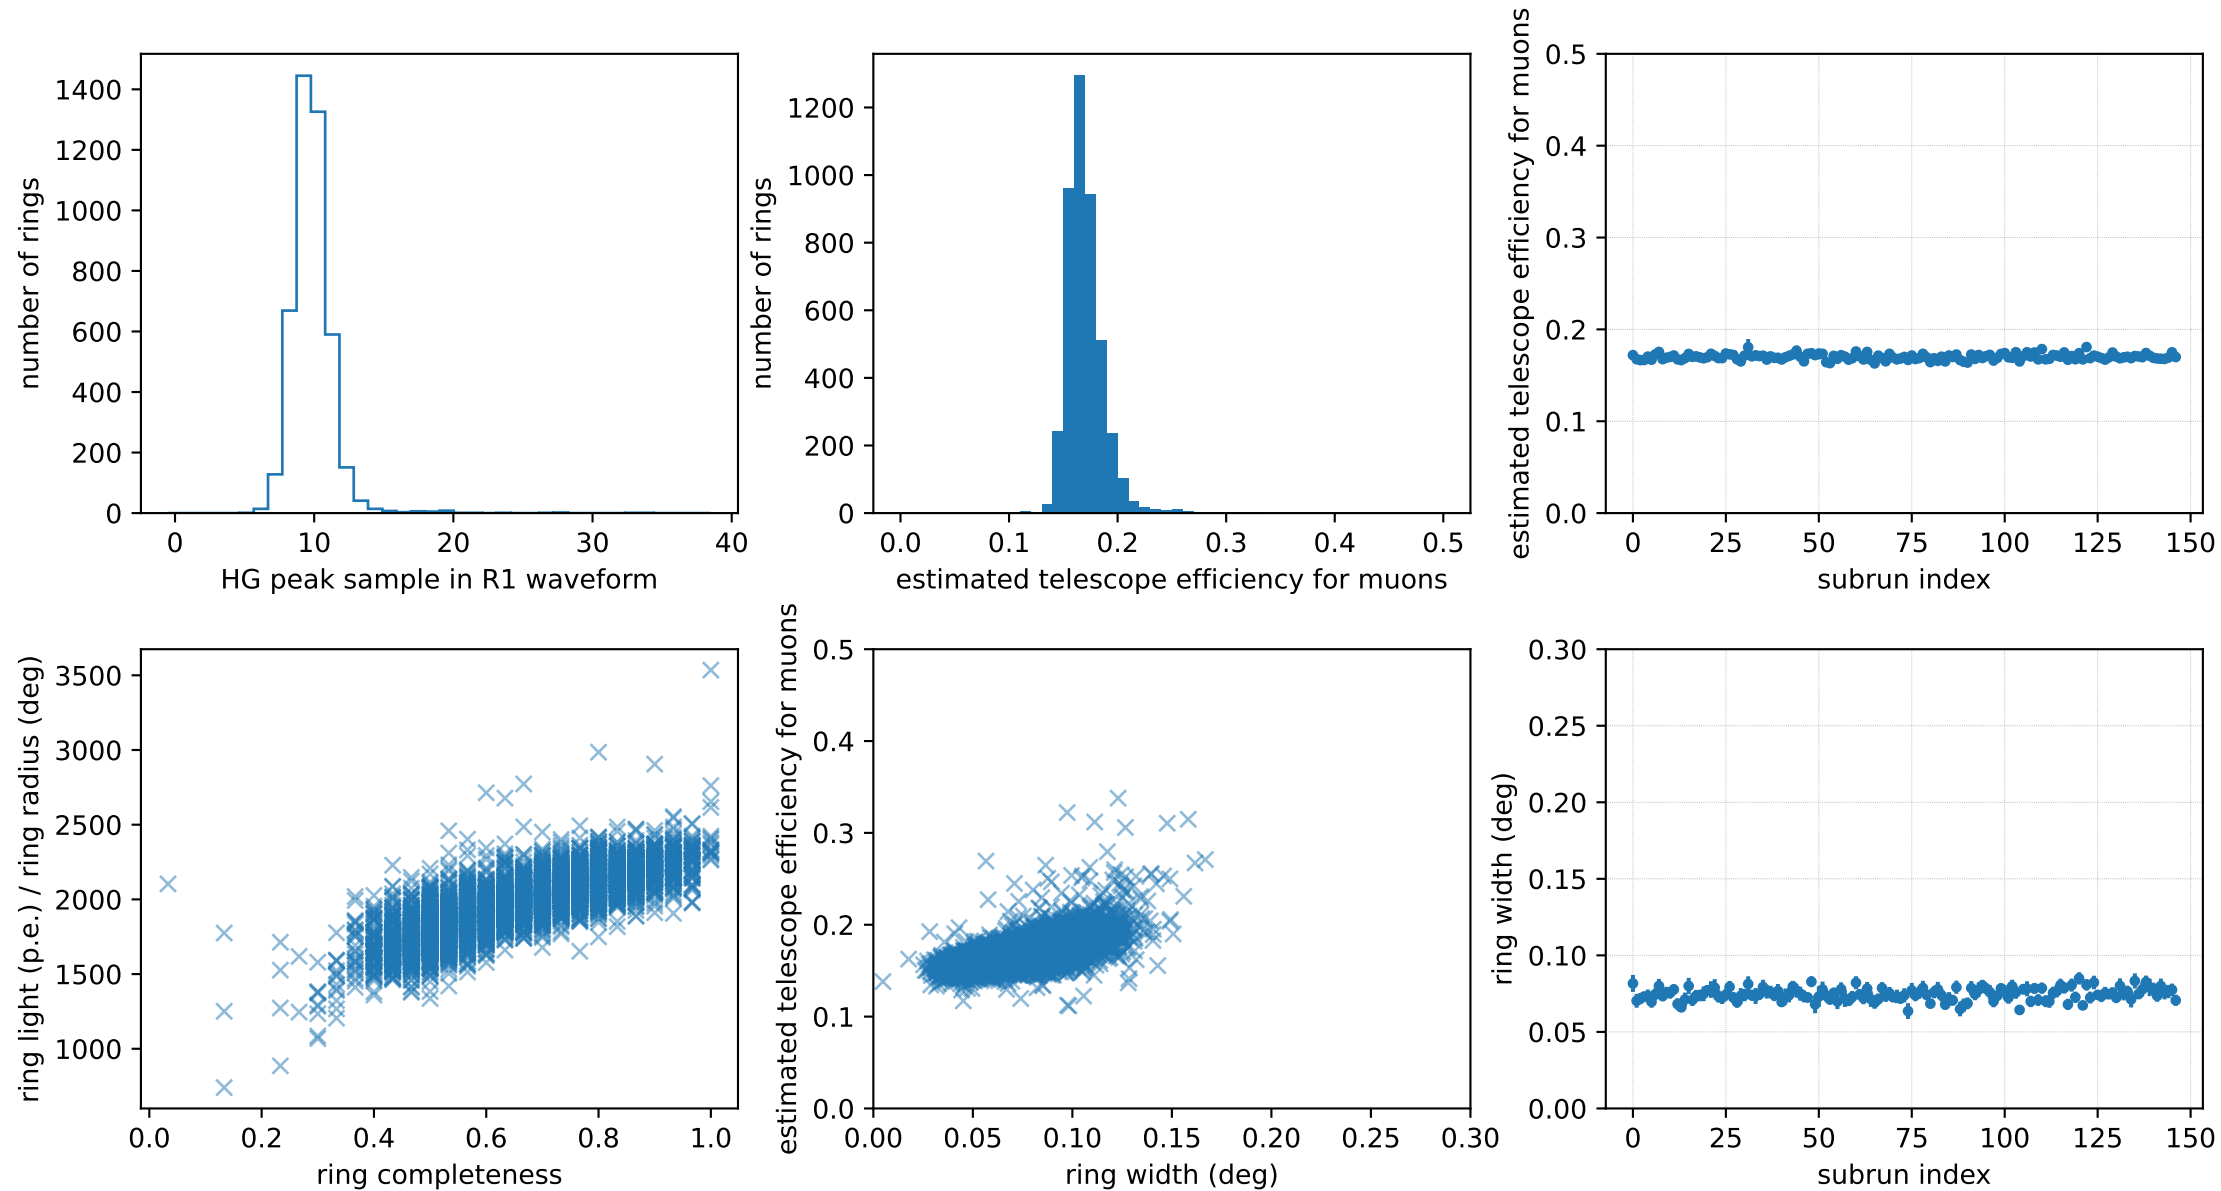 1400
1200
1000
800
600
400
200
0
number of rings
0 10 20 30 40
HG peak sample in R1 waveform
1200
1000
800
600
400
200
0
number of rings
0.0 0.1 0.2 0.3 0.4 0.5
estimated telescope efficiency for muons
0.5
0.4
0.3
0.2
0.1
0.0
estimated telescope efficiency for muons
0 25 50 75 100 125 150
subrun index
3500
3000
2500
2000
1500
1000
ring light (p.e.) / ring radius (deg)
0.0 0.2 0.4 0.6 0.8 1.0
ring completeness
0.5
0.4
0.3
0.2
0.1
0.0
estimated telescope efficiency for muons
0.00 0.05 0.10 0.15 0.20 0.25 0.30
ring width (deg)
0.30
0.25
0.20
0.15
0.10
0.05
0.00
ring width (deg)
0 25 50 75 100 125 150
subrun index